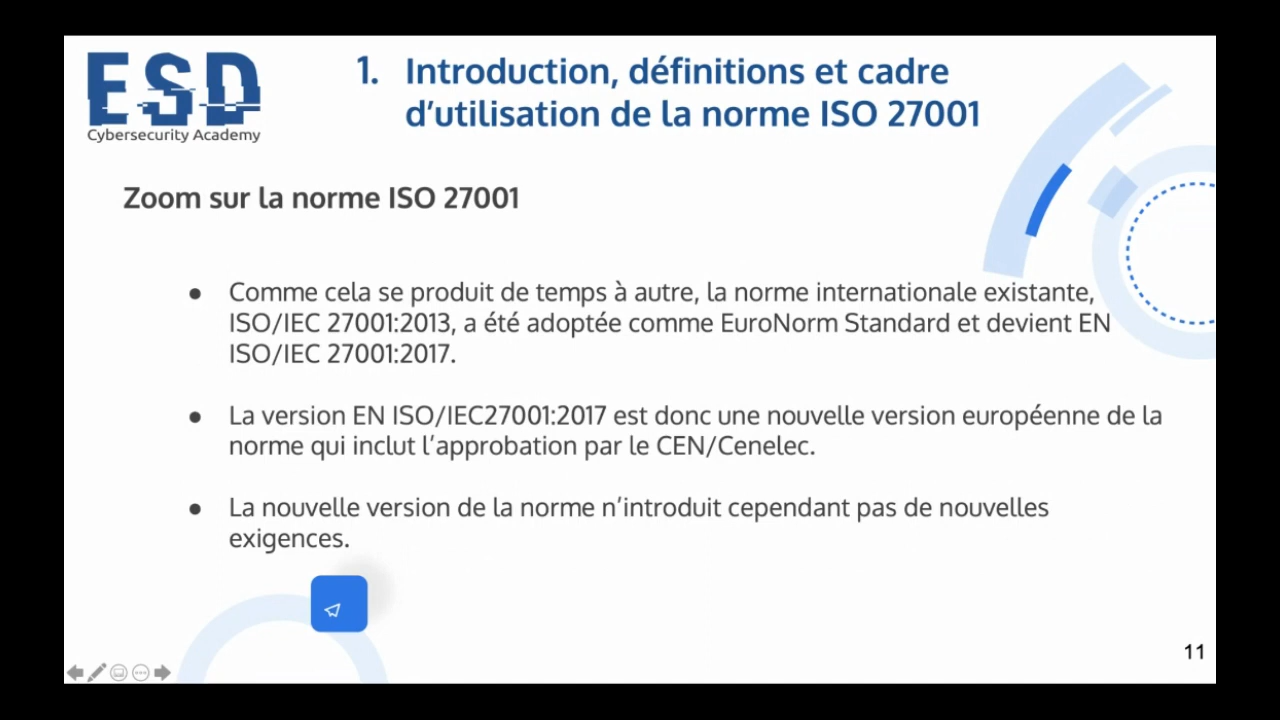 ESD
Cybersecurity Academy
1. Introduction, définitions et cadre
d’utilisation de la norme ISO 27001
Zoom sur la norme ISO 27001
● Comme cela se produit de temps à autre, la norme internationale existante,
ISO/IEC 27001:2013, a été adoptée comme EuroNorm Standard et devient EN
ISO/IEC 27001:2017.
● La version EN ISO/IEC27001:2017 est donc une nouvelle version européenne de la
norme qui inclut l’approbation par le CEN/Cenelec.
● La nouvelle version de la norme n’introduit cependant pas de nouvelles
exigences.
11